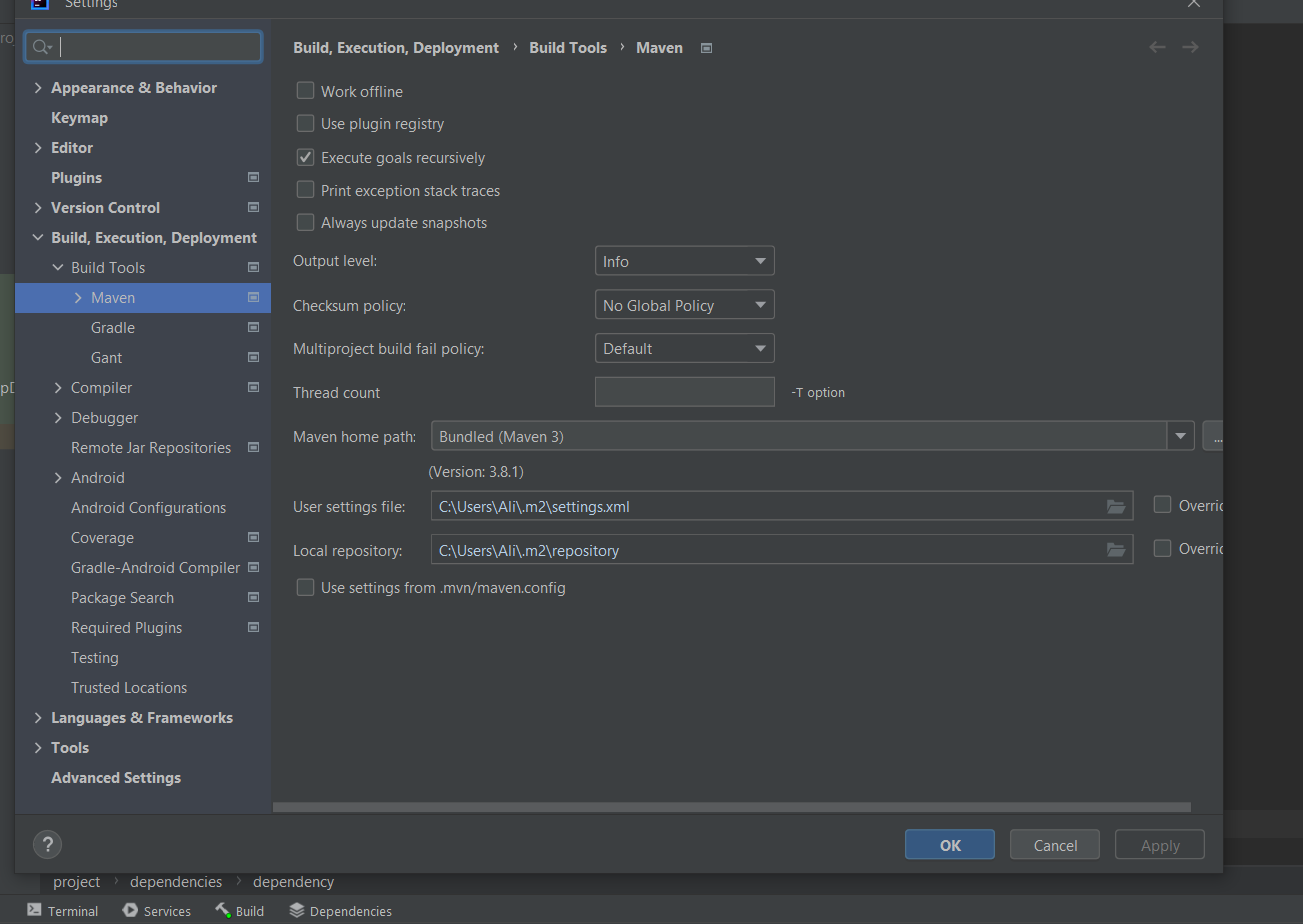 Settings
Appearance & Behavior
Keymap
Editor
Plugins
Version Control
Build, Execution, Deployment
Build Tools
Maven
Gradle
Gant
Compiler
Debugger
Remote Jar Repositories
Android
Android Configurations
Coverage
Gradle-Android Compiler
Package Search
Required Plugins
Testing
Trusted Locations
Languages & Frameworks
Tools
Advanced Settings
Build, Execution, Deployment › Build Tools › Maven
Work offline
Use plugin registry
Execute goals recursively
Print exception stack traces
Always update snapshots
Output level: Info
Checksum policy: No Global Policy
Multiproject build fail policy: Default
Thread count -T option
Maven home path: Bundled (Maven 3) ...
(Version: 3.8.1)
User settings file: C:\Users\Ali\.m2\settings.xml Overric
Local repository: C:\Users\Ali\.m2\repository Overric
Use settings from .mvn/maven.config
? OK Cancel Apply
project › dependencies › dependency
Terminal Services Build Dependencies